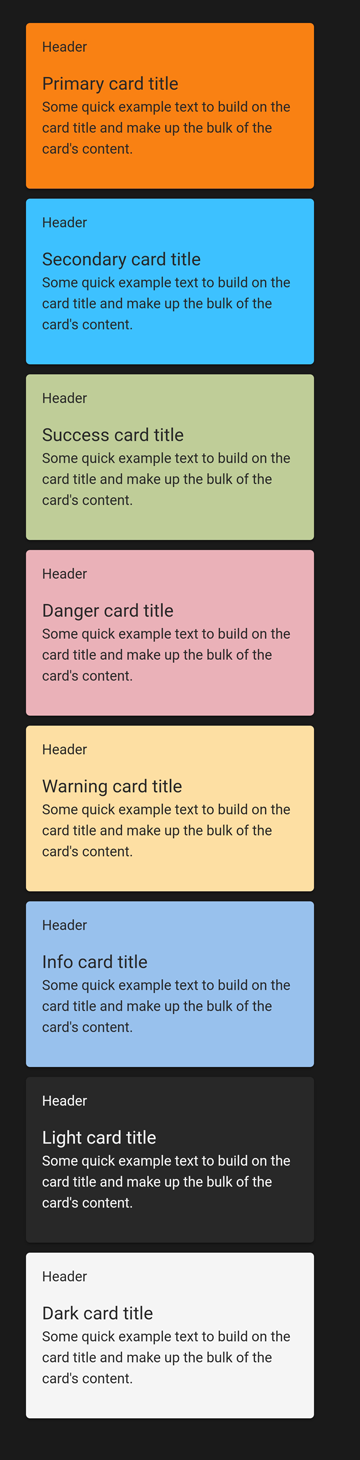 Header
Primary card title
Some quick example text to build on the
card title and make up the bulk of the
card's content.
Header
Secondary card title
Some quick example text to build on the
card title and make up the bulk of the
card's content.
Header
Success card title
Some quick example text to build on the
card title and make up the bulk of the
card's content.
Header
Danger card title
Some quick example text to build on the
card title and make up the bulk of the
card's content.
Header
Warning card title
Some quick example text to build on the
card title and make up the bulk of the
card's content.
Header
Info card title
Some quick example text to build on the
card title and make up the bulk of the
card's content.
Header
Light card title
Some quick example text to build on the
card title and make up the bulk of the
card's content.
Header
Dark card title
Some quick example text to build on the
card title and make up the bulk of the
card's content.